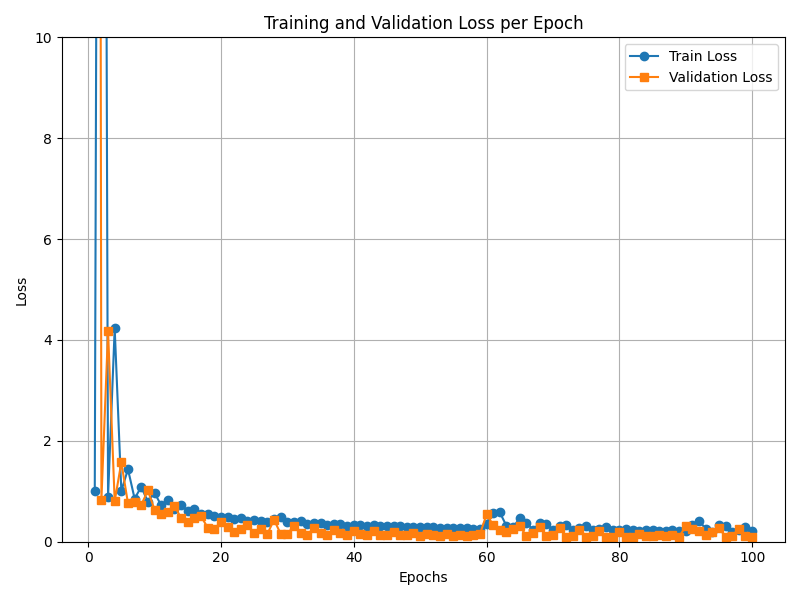 Training and Validation Loss per Epoch
Train Loss
Validation Loss
Loss
10
8
6
4
2
0
0 20 40 60 80 100
Epochs